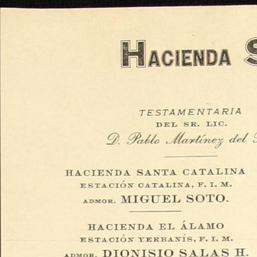 HACIENDA S
TESTAMENTARIA
DEL SR. LIC.
D. Pablo Martínez del
HACIENDA SANTA CATALINA
ESTACIÓN CATALINA, F. I. M.
ADMOR. MIGUEL SOTO.
HACIENDA EL ÁLAMO
ESTACIÓN YERBANÍS, F. I. M.
ADMOR. DIONISIO SALAS H.